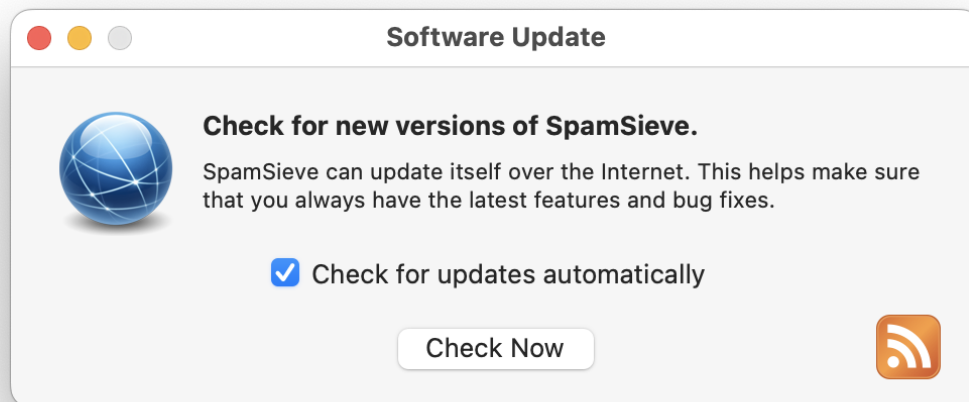 Software Update
Check for new versions of SpamSieve.
SpamSieve can update itself over the Internet. This helps make sure
that you always have the latest features and bug fixes.
Check for updates automatically
Check Now